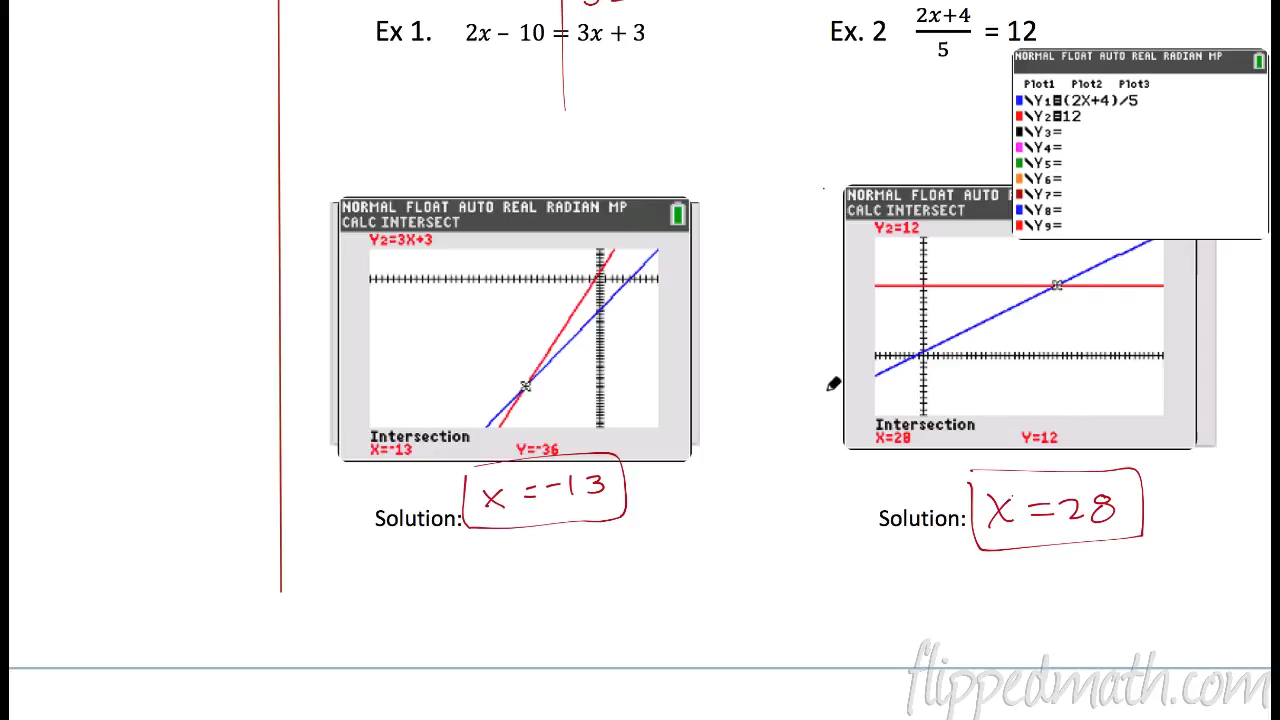 Ex 1. 2x – 10 = 3x + 3
NORMAL FLOAT AUTO REAL RADIAN MP
CALC INTERSECT
Y2=3X+3
Intersection
X=-13 Y=-36
Solution: x = -13
Ex. 2 2x+4/5 = 12
NORMAL FLOAT AUTO REAL RADIAN MP
Plot1 Plot2 Plot3
\Y1=(2X+4)/5
\Y2=12
\Y3=
\Y4=
\Y5=
\Y6=
\Y7=
\Y8=
\Y9=
NORMAL FLOAT AUTO
CALC INTERSECT
Y2=12
Intersection
X=28 Y=12
Solution: x = 28
flippedmath.com